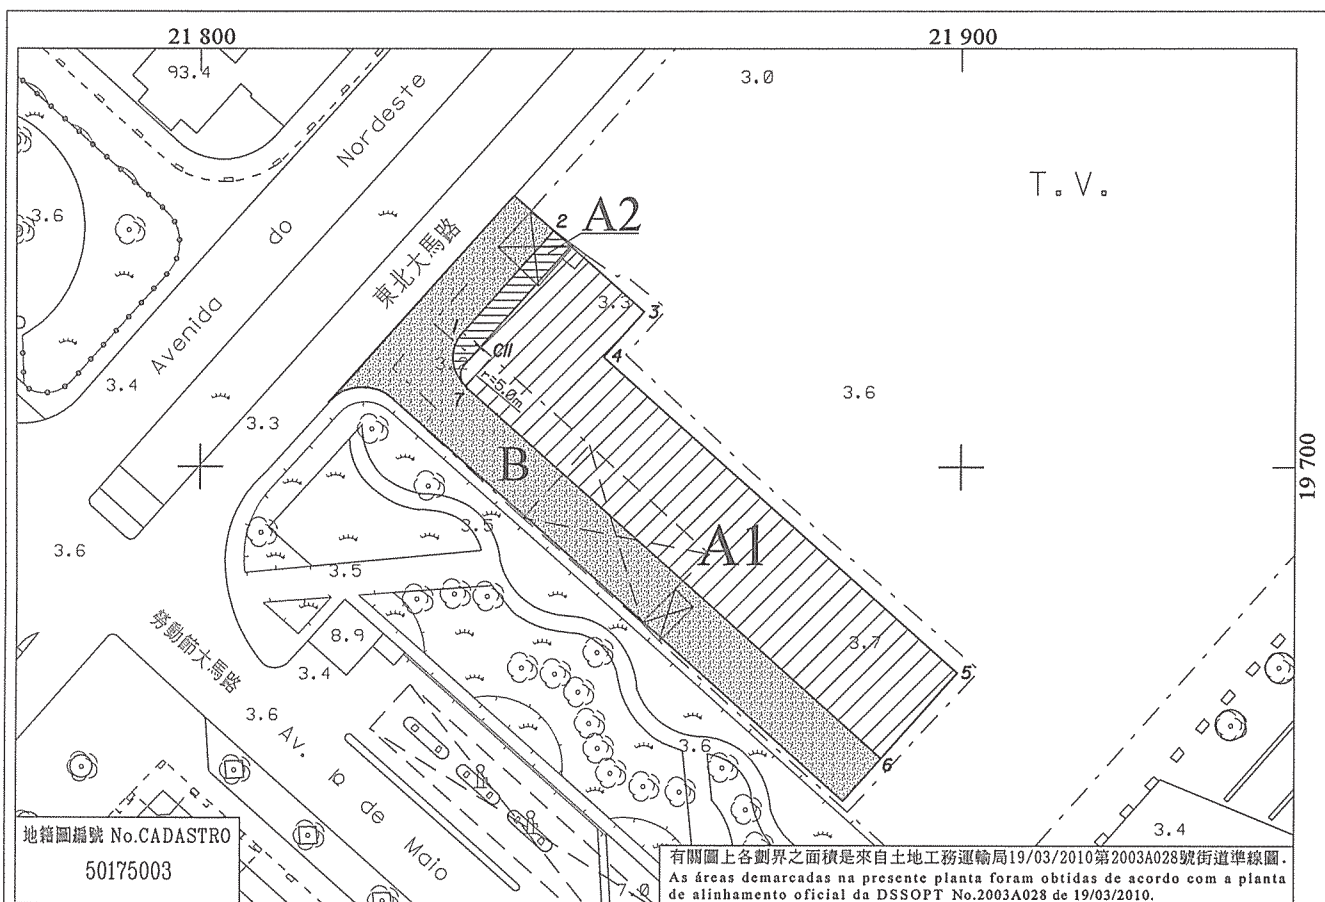 21 800
21 900
93.4
3.0
Nordeste
T.V.
3.6
do
A2
2
東北大馬路
3.3
3
Avenida
1
CII
4
3.2
r=5.0m
3.4
7
3.6
3.3
B
19 700
3.5
A1
3.6
3.5
勞動節大馬路
8.9
3.7
3.4
5
3.6
Av.
3.6
6
1º
de
Maio
3.4
地籍圖編號 No.CADASTRO
50175003
7.0
有關圖上各劃界之面積是來自土地工務運輸局19/03/2010第2003A028號街道準線圖.
As áreas demarcadas na presente planta foram obtidas de acordo com a planta
de alinhamento oficial da DSSOPT No.2003A028 de 19/03/2010.